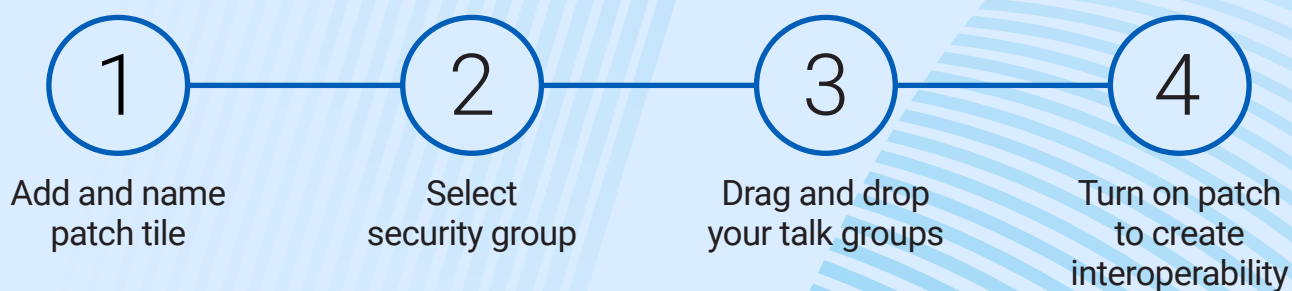 1
Add and name
patch tile
2
Select
security group
3
Drag and drop
your talk groups
4
Turn on patch
to create
interoperability